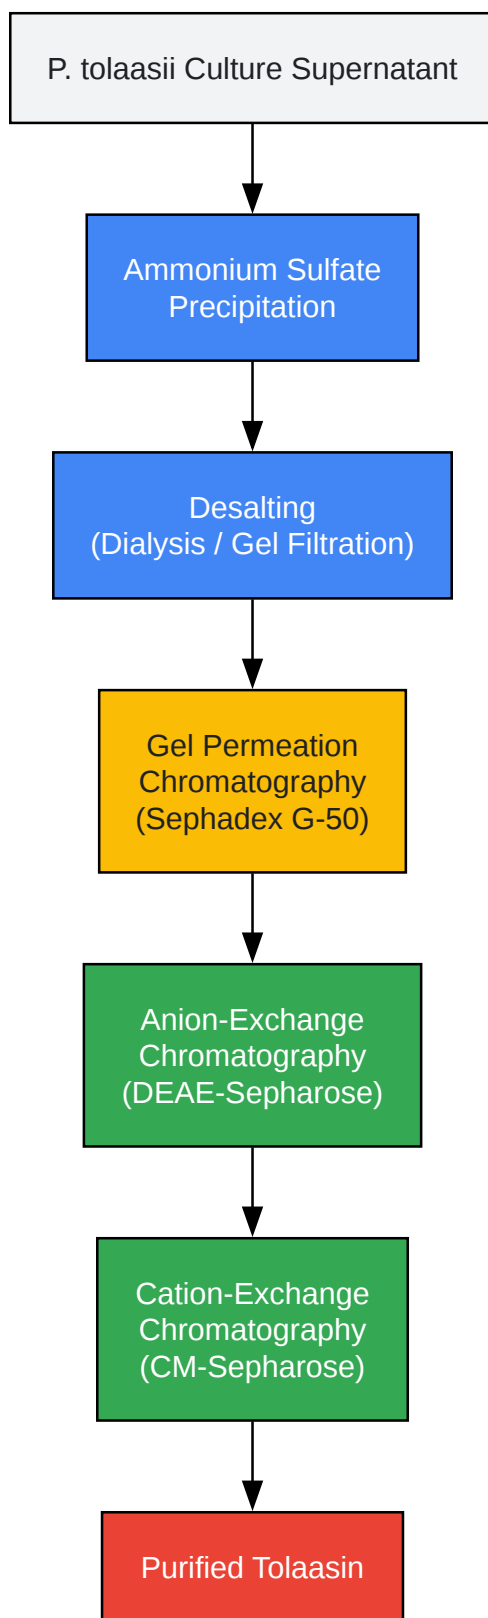 P. tolaasii Culture Supernatant
Ammonium Sulfate
Precipitation
Desalting
(Dialysis / Gel Filtration)
Gel Permeation
Chromatography
(Sephadex G-50)
Anion-Exchange
Chromatography
(DEAE-Sepharose)
Cation-Exchange
Chromatography
(CM-Sepharose)
Purified Tolaasin